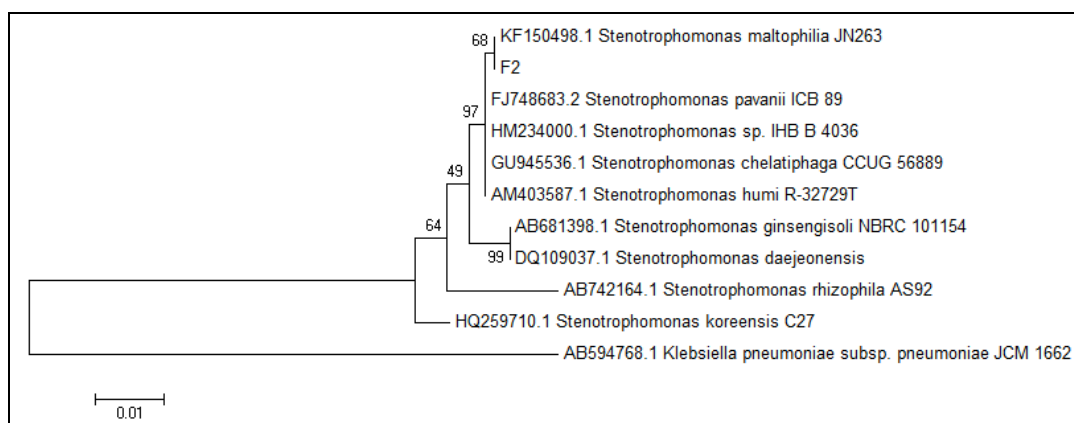 68
KF150498.1 Stenotrophomonas maltophilia JN263
F2
97
FJ748683.2 Stenotrophomonas pavanii ICB 89
HM234000.1 Stenotrophomonas sp. IHB B 4036
49
GU945536.1 Stenotrophomonas chelatiphaga CCUG 56889
AM403587.1 Stenotrophomonas humi R-32729T
64
AB681398.1 Stenotrophomonas ginsengisoli NBRC 101154
99
DQ109037.1 Stenotrophomonas daejeonensis
AB742164.1 Stenotrophomonas rhizophila AS92
HQ259710.1 Stenotrophomonas koreensis C27
AB594768.1 Klebsiella pneumoniae subsp. pneumoniae JCM 1662
0.01